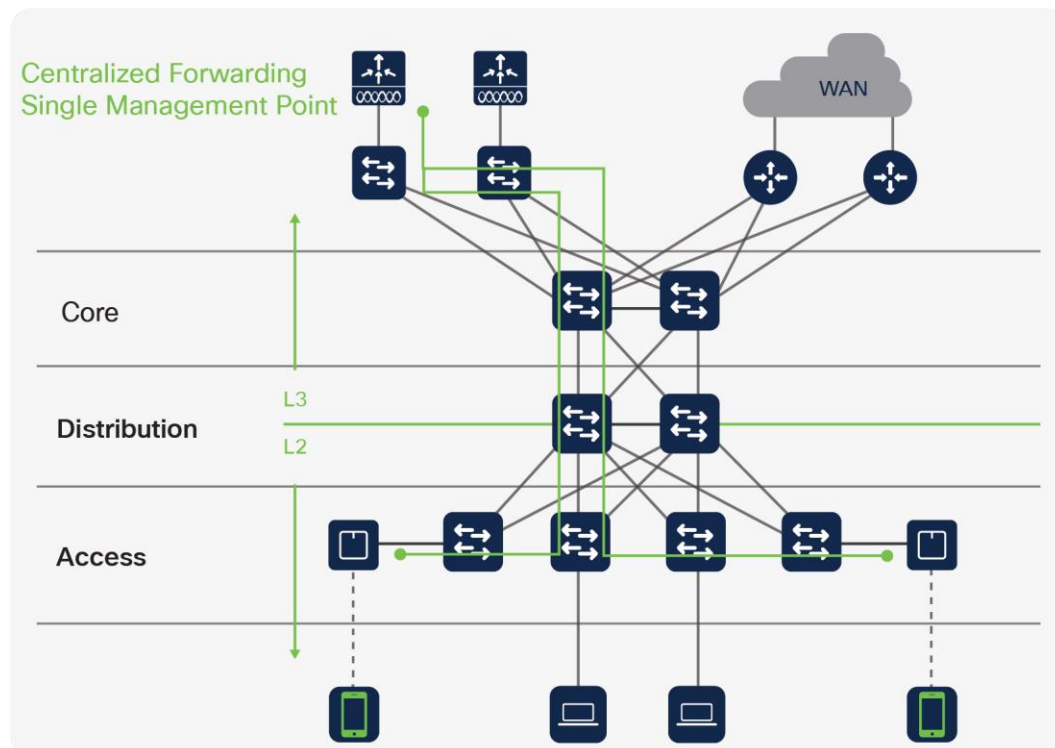 Centralized Forwarding
Single Management Point
WAN
Core
L3
Distribution
L2
Access